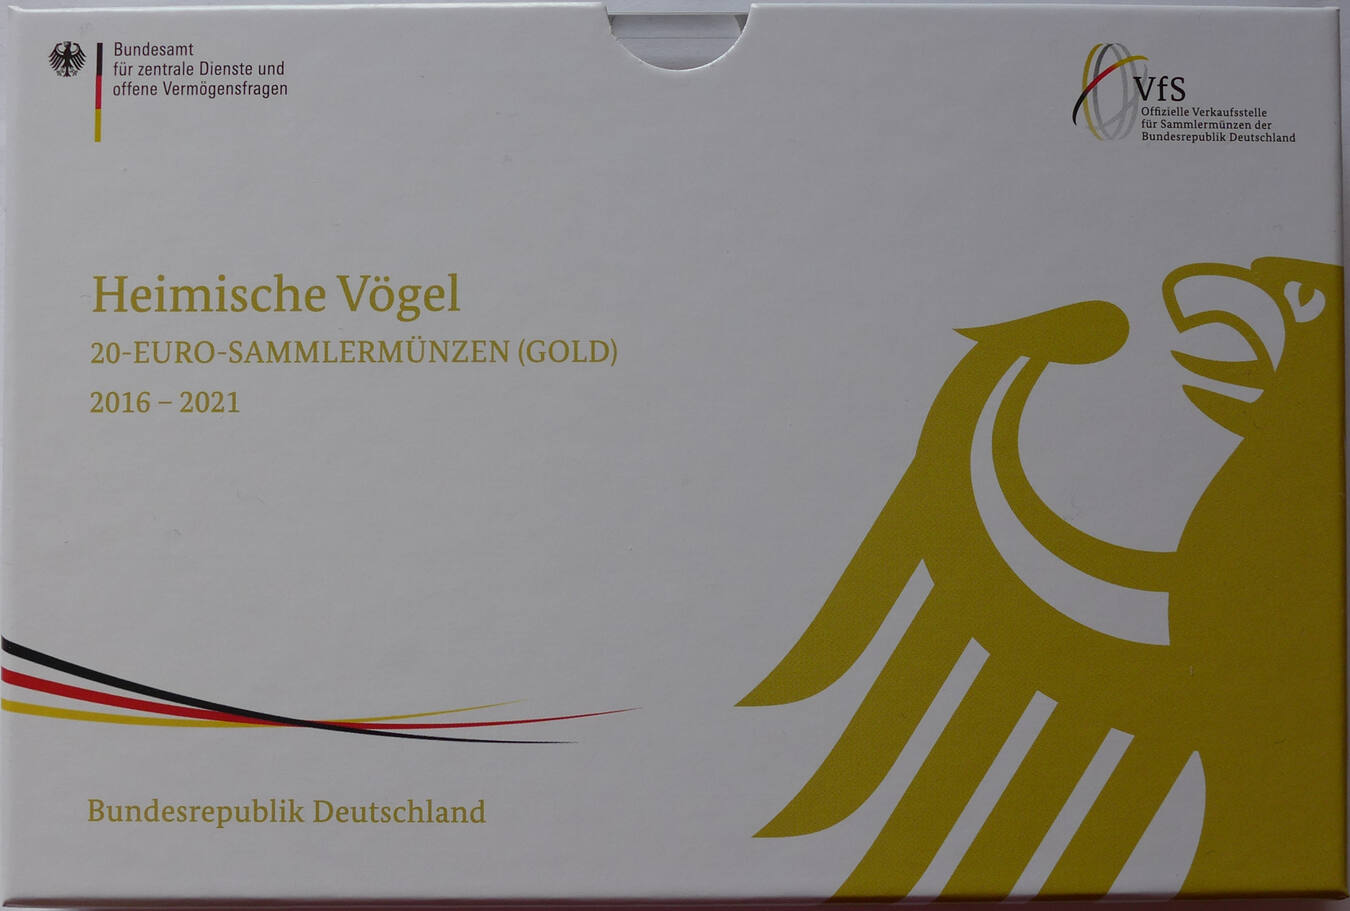 Bundesamt
für zentrale Dienste und
offene Vermögensfragen
VfS
Offizielle Verkaufsstelle
für Sammlermünzen der
Bundesrepublik Deutschland
Heimische Vögel
20-EURO-SAMMLERMÜNZEN (GOLD)
2016 – 2021
Bundesrepublik Deutschland